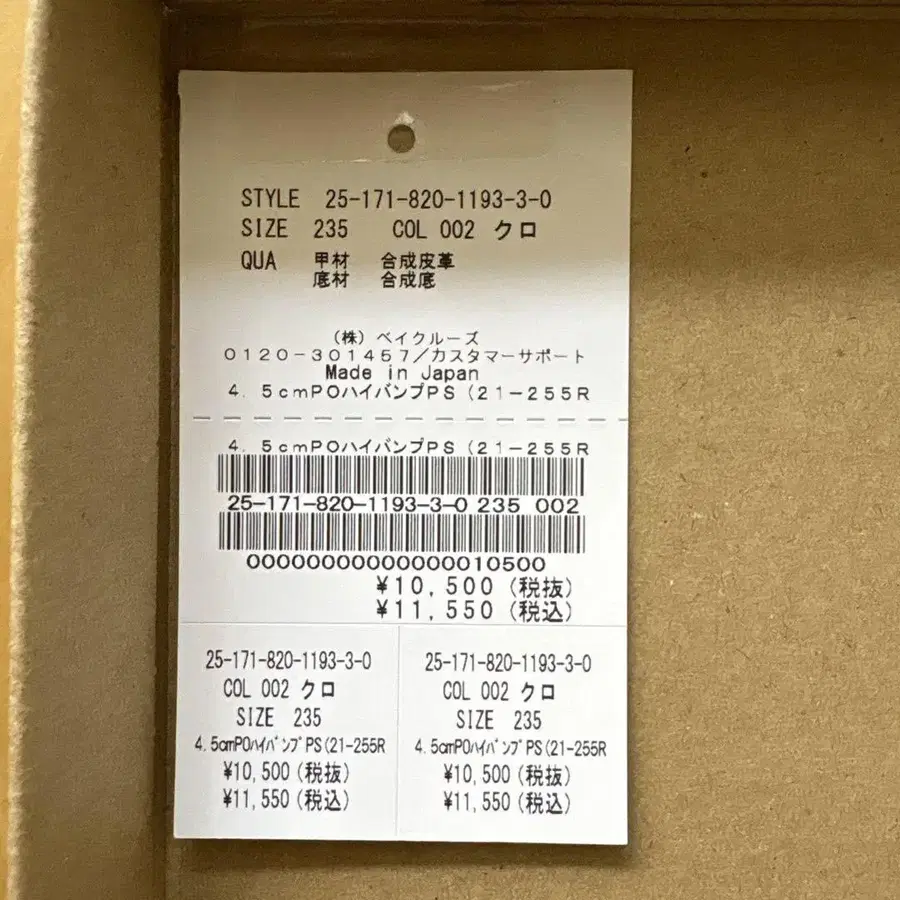 STYLE 25-171-820-1193-3-0
SIZE 235 COL 002 クロ
QUA 甲材 合成皮革
底材 合成底
(株) ベイクルーズ
0120-301457/カスタマーサポート
Made in Japan
4.5cmPOハイバンプPS (21-255R
4.5cmPOハイバンプPS (21-255R
25-171-820-1193-3-0 235 002
000000000000000010500
¥10,500 (税抜)
¥11,550 (税込)
25-171-820-1193-3-0
COL 002 クロ
SIZE 235
4.5cmPOハイバンプPS(21-255R
¥10,500 (税抜)
¥11,550 (税込)
25-171-820-1193-3-0
COL 002 クロ
SIZE 235
4.5cmPOハイバンプPS(21-255R
¥10,500 (税抜)
¥11,550 (税込)